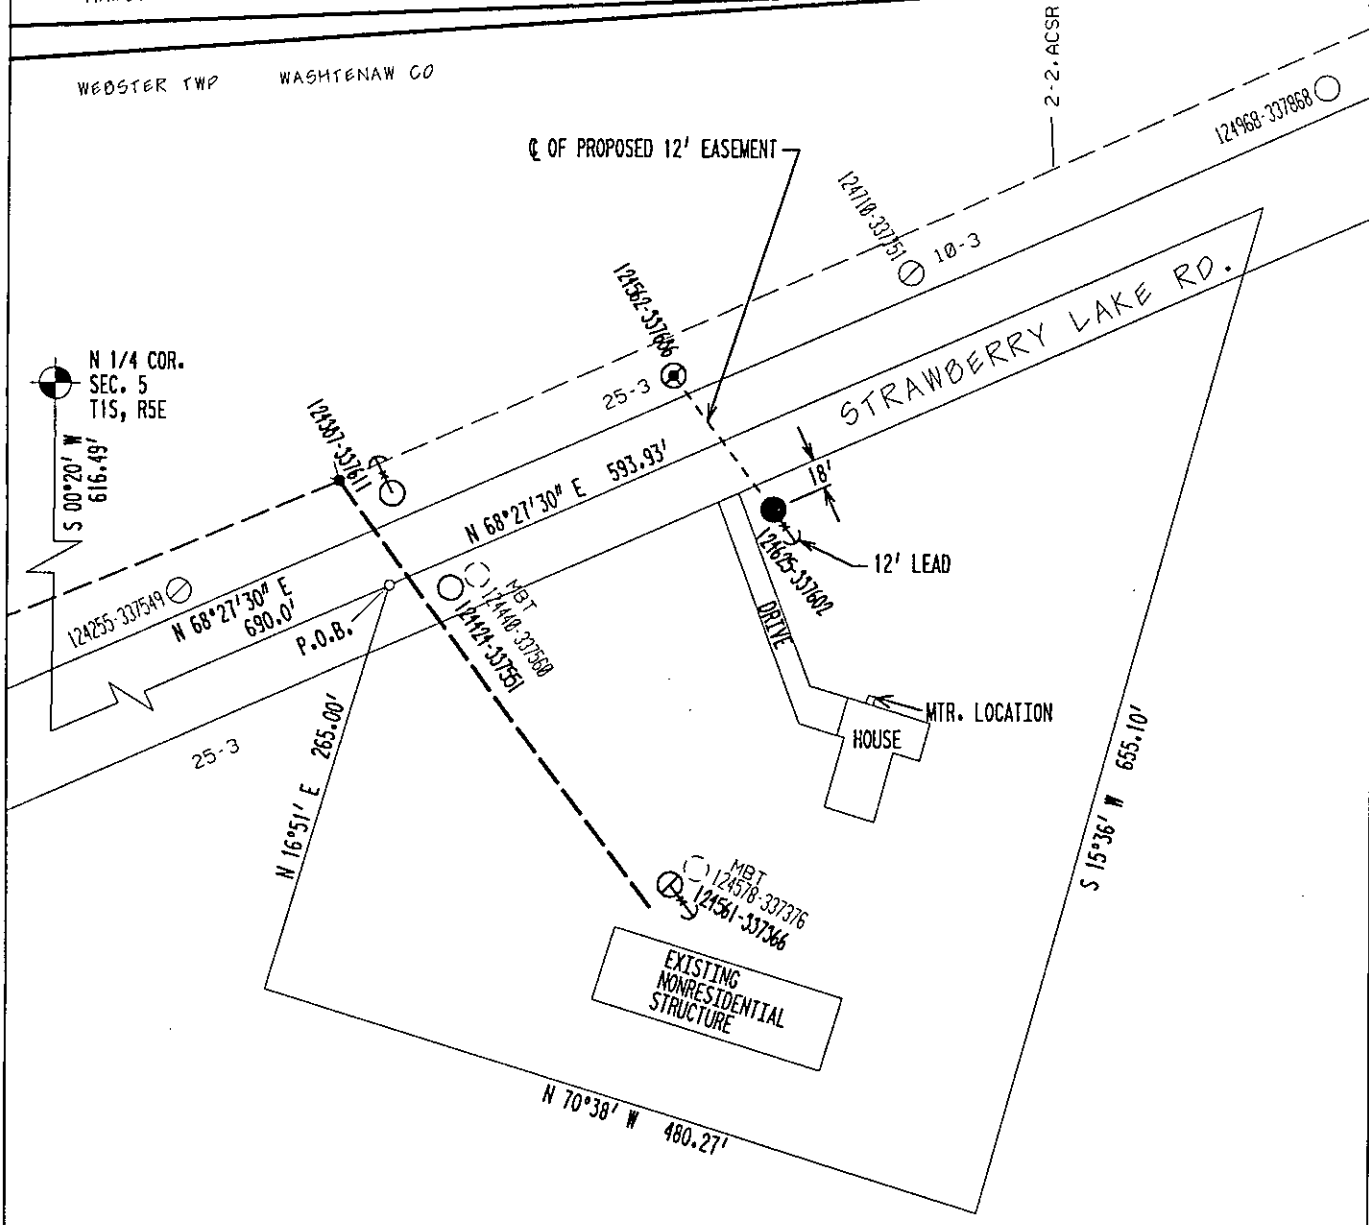 WEBSTER TWP WASHTENAW CO
2-2.ACSR
℄ OF PROPOSED 12' EASEMENT
124968-337868
124710-337751
10-3
STRAWBERRY LAKE RD.
N 1/4 COR.
SEC. 5
T1S, R5E
S 00°20' W
616.49'
25-3
N 68°27'30" E 593.93'
18'
12' LEAD
124625-337602
124387-337611
124255-337549
N 68°27'30" E
690.0'
P.O.B.
MBT
124440-337560
124424-337551
DRIVE
MTR. LOCATION
HOUSE
25-3
N 16°51' E 265.00'
S 15°36' W 655.10'
MBT
124578-337376
124561-337366
EXISTING
NONRESIDENTIAL
STRUCTURE
N 70°38' W 480.27'